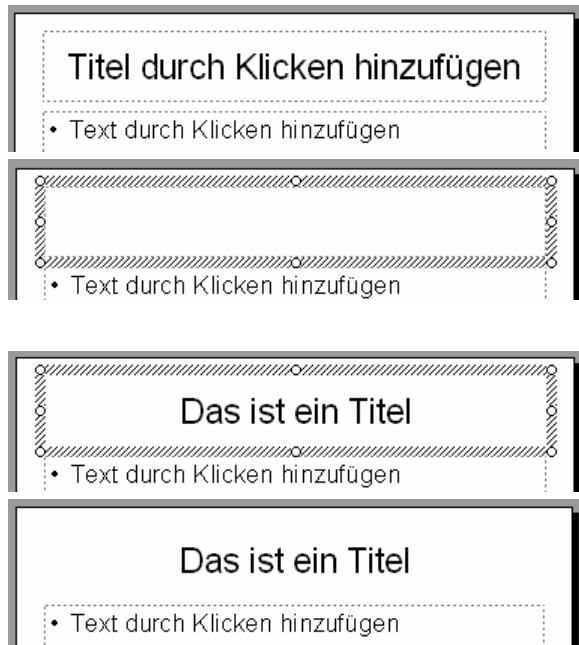 Titel durch Klicken hinzufügen
• Text durch Klicken hinzufügen
• Text durch Klicken hinzufügen
Das ist ein Titel
• Text durch Klicken hinzufügen
Das ist ein Titel
• Text durch Klicken hinzufügen